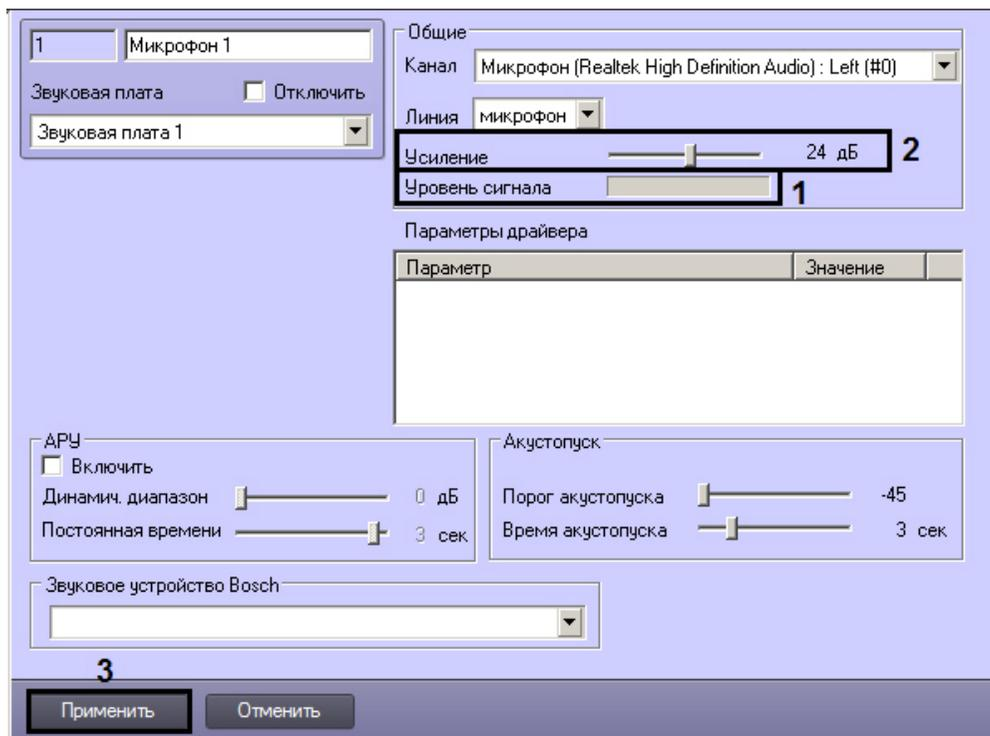 1
Микрофон 1
Звуковая плата
Отключить
Звуковая плата 1
Общие
Канал
Микрофон (Realtek High Definition Audio) : Left (#0)
Линия
микрофон
Усиление
24 дБ
2
Уровень сигнала
1
Параметры драйвера
Параметр
Значение
АРУ
Включить
Динамич. диапазон
0 дБ
Постоянная времени
3 сек
Акустопуск
Порог акустопуска
-45
Время акустопуска
3 сек
Звуковое устройство Bosch
3
Применить
Отменить